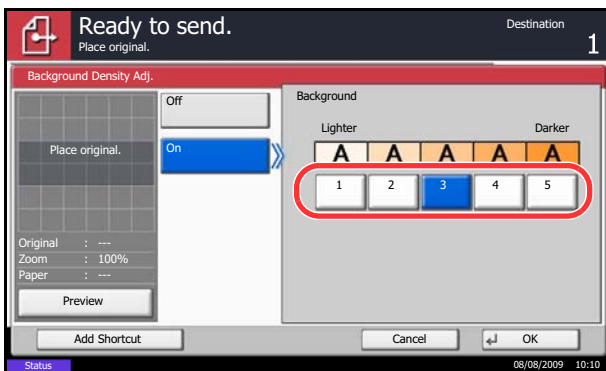 Ready to send.
Destination
Place original.
1
Background Density Adj.
Off
On
Place original.
Original : ---
Zoom : 100%
Paper : ---
Preview
Background
Lighter Darker
A A A A A
1 2 3 4 5
Add Shortcut
Cancel
OK
Status
08/08/2009 10:10